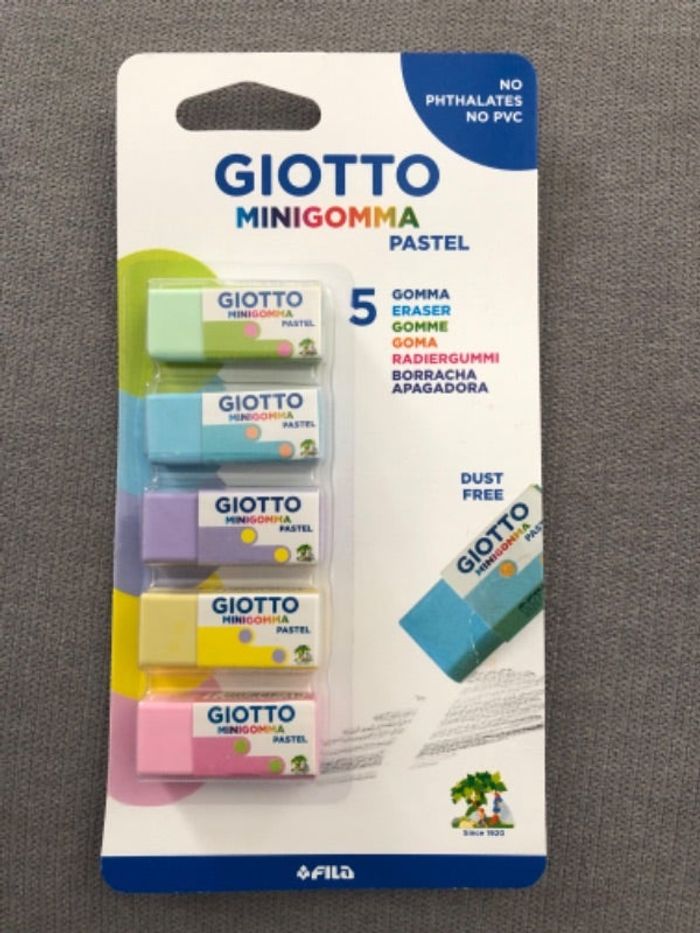 NO
PHTHALATES
NO PVC
GIOTTO
MINIGOMMA
PASTEL
5
GOMMA
ERASER
GOMME
GOMA
RADIERGUMMI
BORRACHA
APAGADORA
GIOTTO
MINIGOMMA
PASTEL
GIOTTO
MINIGOMMA
PASTEL
GIOTTO
MINIGOMMA
PASTEL
GIOTTO
MINIGOMMA
PASTEL
GIOTTO
MINIGOMMA
PASTEL
DUST
FREE
GIOTTO
MINIGOMMA
PAST
Since 1920
FILA